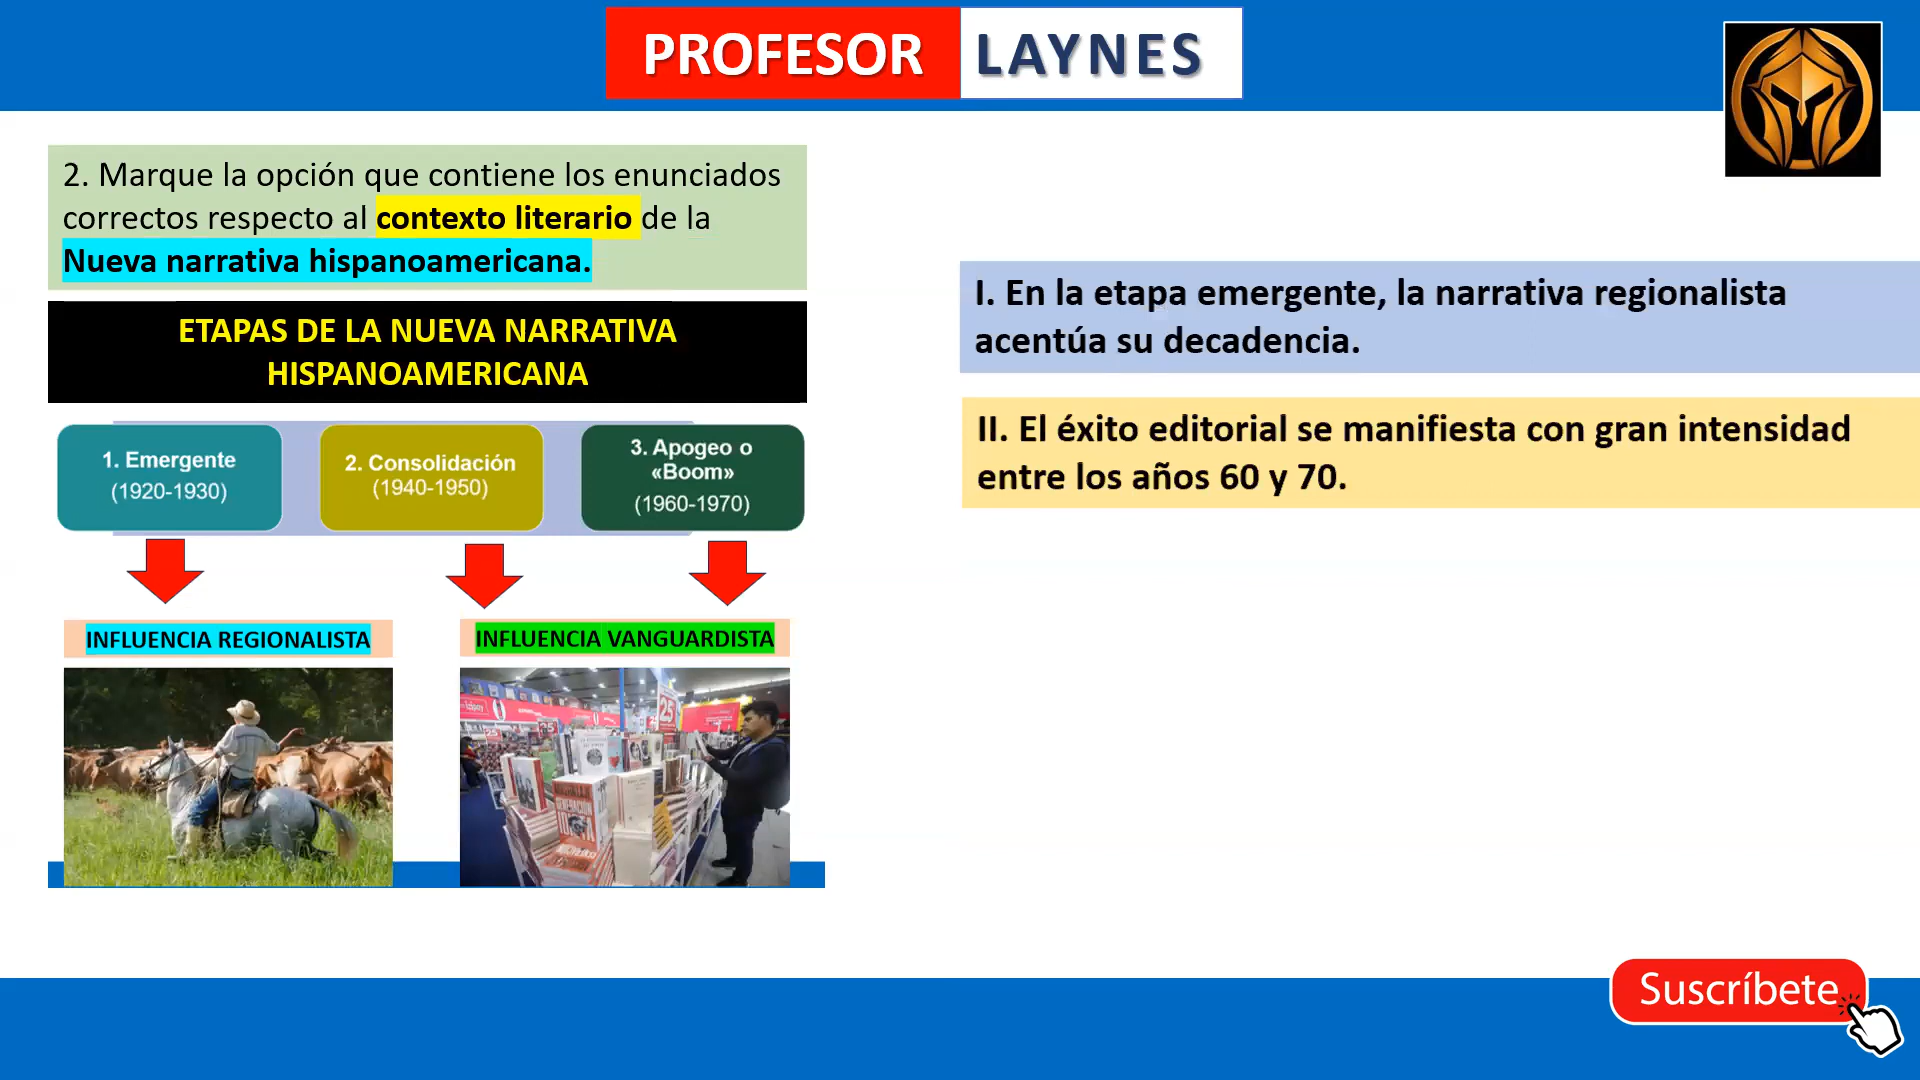 PROFESOR LAYNES
2. Marque la opción que contiene los enunciados
correctos respecto al contexto literario de la
Nueva narrativa hispanoamericana.
ETAPAS DE LA NUEVA NARRATIVA
HISPANOAMERICANA
1. Emergente
(1920-1930)
2. Consolidación
(1940-1950)
3. Apogeo o
«Boom»
(1960-1970)
INFLUENCIA REGIONALISTA
INFLUENCIA VANGUARDISTA
25
I. En la etapa emergente, la narrativa regionalista
acentúa su decadencia.
II. El éxito editorial se manifiesta con gran intensidad
entre los años 60 y 70.
Suscríbete